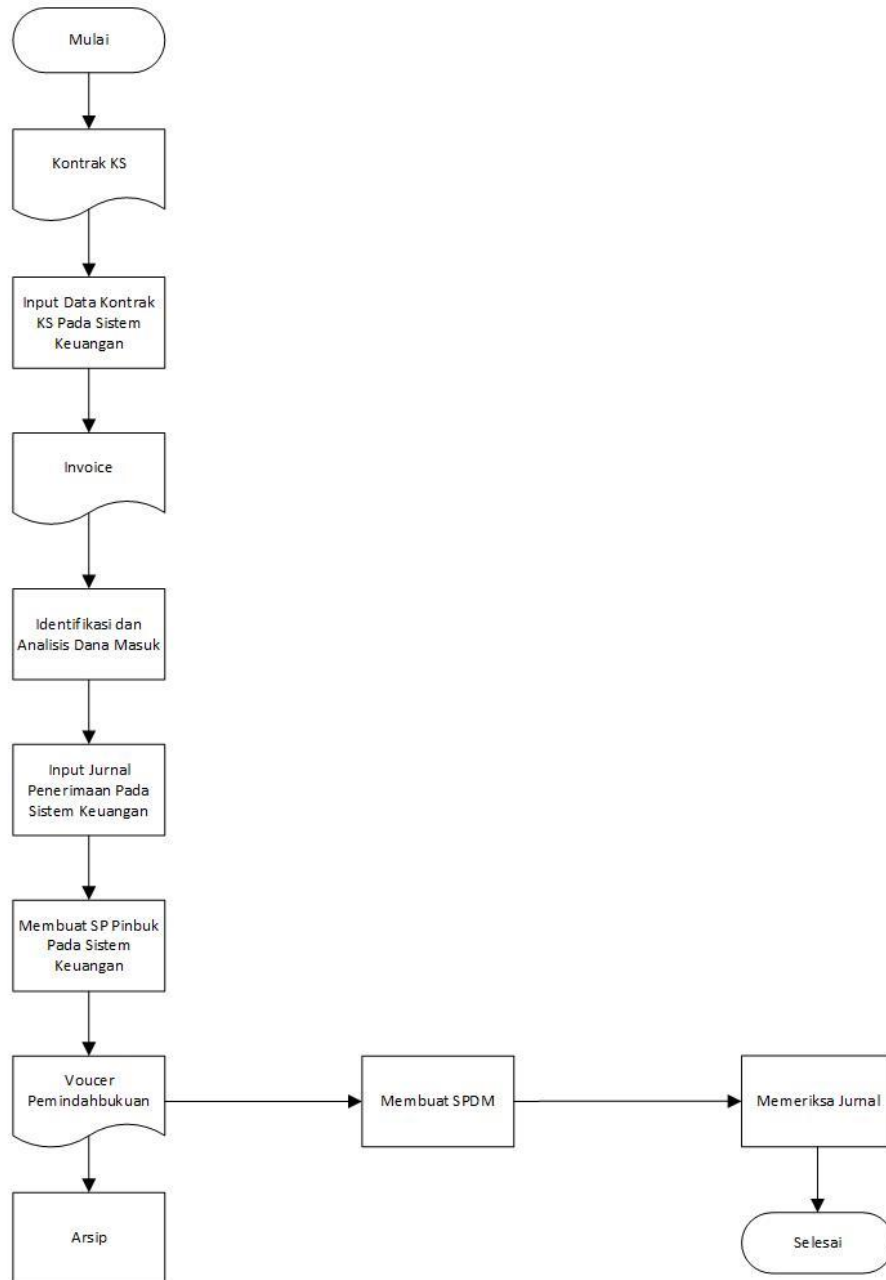 Mulai
Kontrak KS
Input Data Kontrak
KS Pada Sistem
Keuangan
Invoice
Identifikasi dan
Analisis Dana Masuk
Input Jurnal
Penerimaan Pada
Sistem Keuangan
Membuat SP Pinbuk
Pada Sistem
Keuangan
Voucer
Pemindahbukuan
Membuat SPDM
Memeriksa Jurnal
Arsip
Selesai